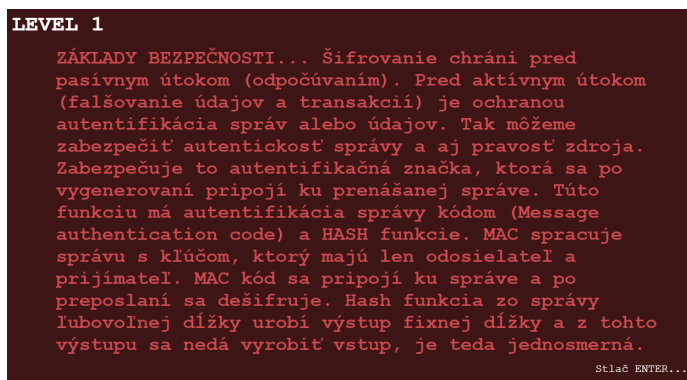 LEVEL 1
ZÁKLADY BEZPEČNOSTI... Šifrovanie chráni pred
pasívnym útokom (odpočúvaním). Pred aktívnym útokom
(falšovanie údajov a transakcií) je ochranou
autentifikácia správ alebo údajov. Tak môžeme
zabezpečiť autentickosť správy a aj pravosť zdroja.
Zabezpečuje to autentifikačná značka, ktorá sa po
vygenerovaní pripojí ku prenášanej správe. Túto
funkciu má autentifikácia správy kódom (Message
authentication code) a HASH funkcie. MAC spracuje
správu s kľúčom, ktorý majú len odosielateľ a
prijímateľ. MAC kód sa pripojí ku správe a po
preposlaní sa dešifruje. Hash funkcia zo správy
ľubovoľnej dĺžky urobí výstup fixnej dĺžky a z tohto
výstupu sa nedá vyrobiť vstup, je teda jednosmerná.
Stlač ENTER...